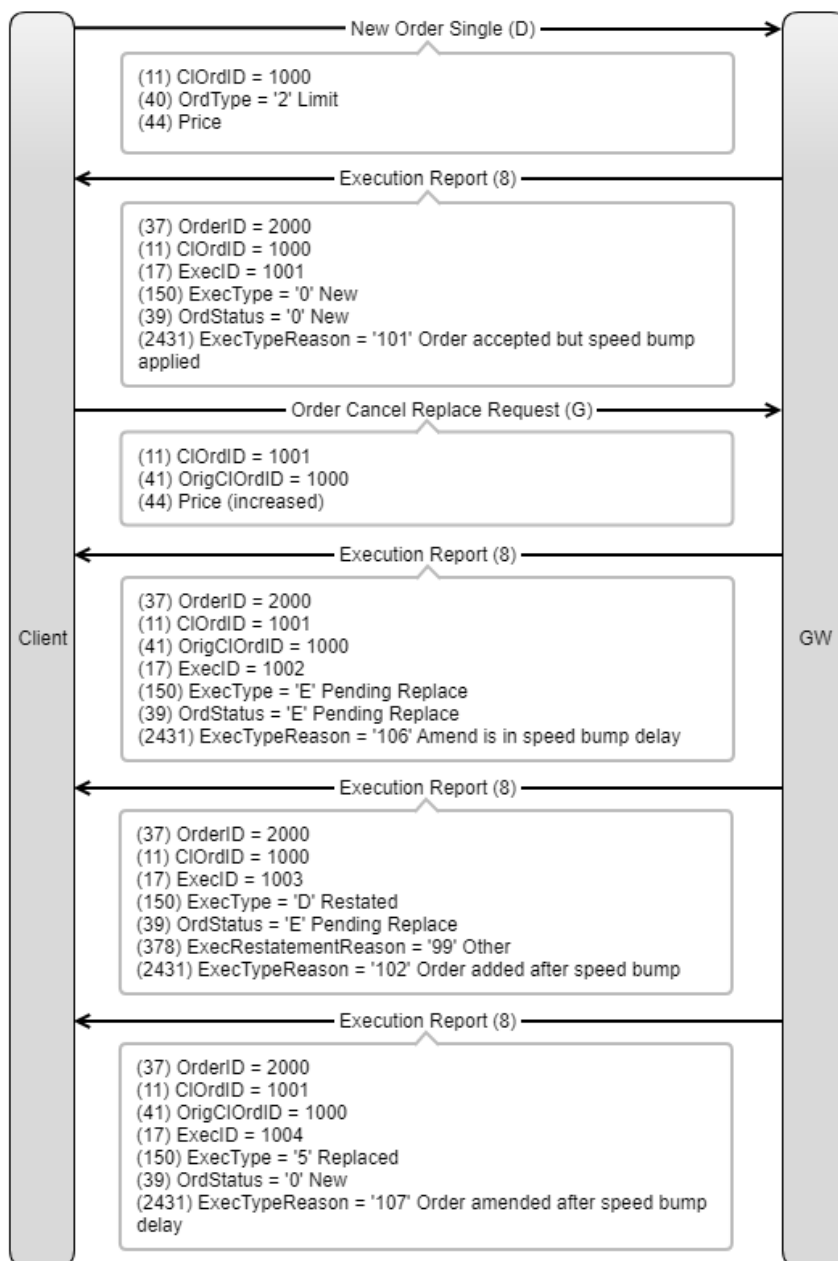 New Order Single (D)
(11) ClOrdID = 1000
(40) OrdType = '2' Limit
(44) Price
Execution Report (8)
(37) OrderID = 2000
(11) ClOrdID = 1000
(17) ExecID = 1001
(150) ExecType = '0' New
(39) OrdStatus = '0' New
(2431) ExecTypeReason = '101' Order accepted but speed bump
applied
Order Cancel Replace Request (G)
(11) ClOrdID = 1001
(41) OrigClOrdID = 1000
(44) Price (increased)
Execution Report (8)
(37) OrderID = 2000
(11) ClOrdID = 1001
(41) OrigClOrdID = 1000
(17) ExecID = 1002
(150) ExecType = 'E' Pending Replace
(39) OrdStatus = 'E' Pending Replace
(2431) ExecTypeReason = '106' Amend is in speed bump delay
Client
GW
Execution Report (8)
(37) OrderID = 2000
(11) ClOrdID = 1000
(17) ExecID = 1003
(150) ExecType = 'D' Restated
(39) OrdStatus = 'E' Pending Replace
(378) ExecRestatementReason = '99' Other
(2431) ExecTypeReason = '102' Order added after speed bump
Execution Report (8)
(37) OrderID = 2000
(11) ClOrdID = 1001
(41) OrigClOrdID = 1000
(17) ExecID = 1004
(150) ExecType = '5' Replaced
(39) OrdStatus = '0' New
(2431) ExecTypeReason = '107' Order amended after speed bump
delay